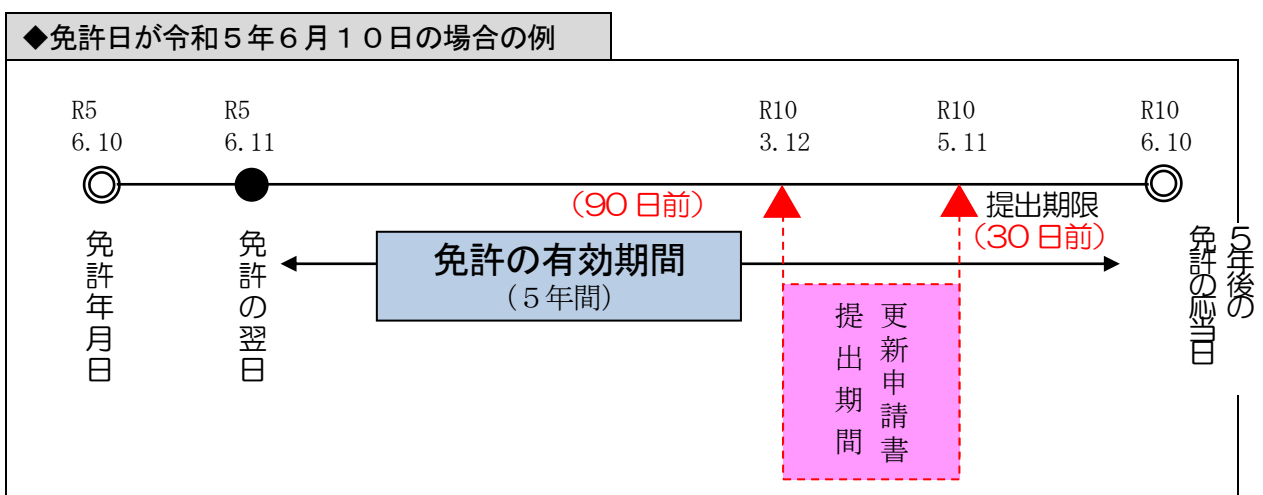 ◆免許日が令和５年６月１０日の場合の例
R5
6.10
R5
6.11
R10
3.12
R10
5.11
R10
6.10
（90 日前）
提出期限
（30 日前）
免許年月日
免許の翌日
免許の有効期間
（５年間）
更新申請書
提出期間
５年後の
免許の応当日